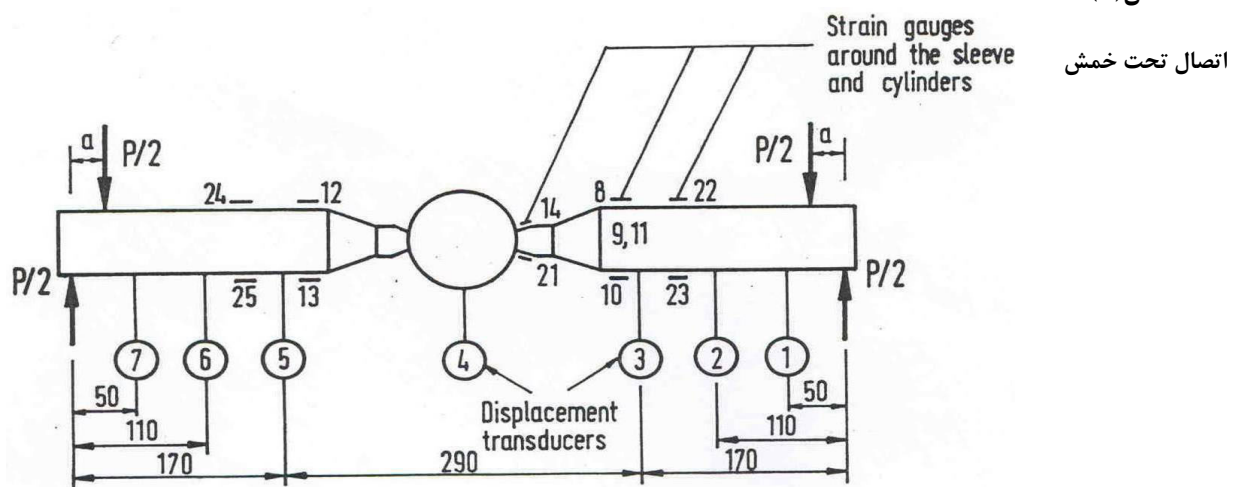 اتصال تحت خمش
Strain gauges
around the sleeve
and cylinders
a
P/2
P/2
a
24
12
14
8
22
9,11
P/2
25
13
21
10
23
P/2
7
6
5
4
3
2
1
50
Displacement
transducers
50
110
110
170
290
170